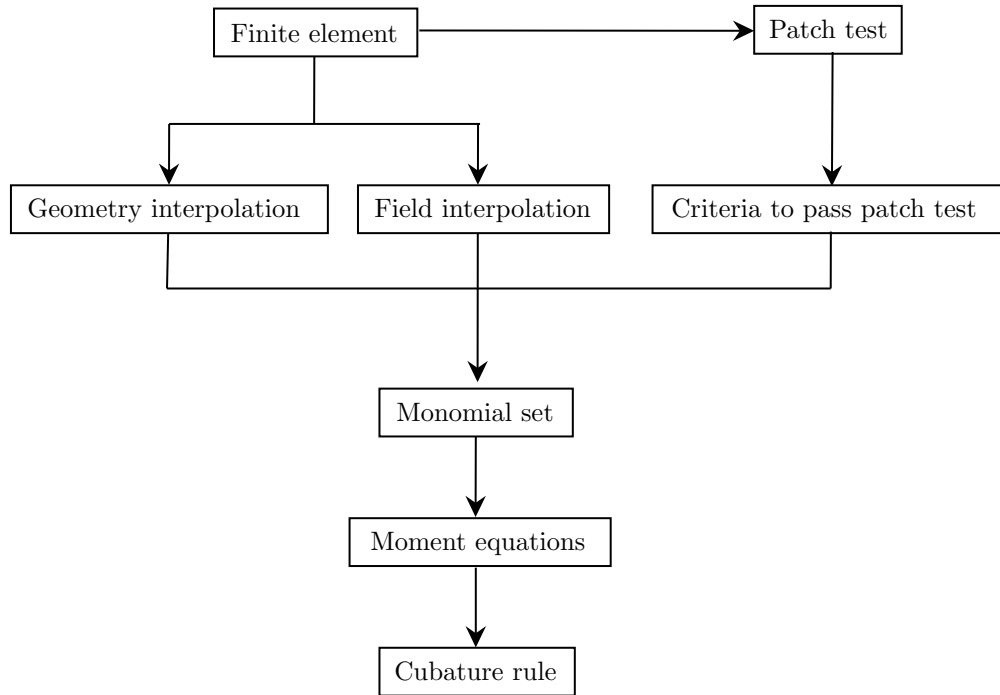 Finite element
Patch test
Geometry interpolation
Field interpolation
Criteria to pass patch test
Monomial set
Moment equations
Cubature rule